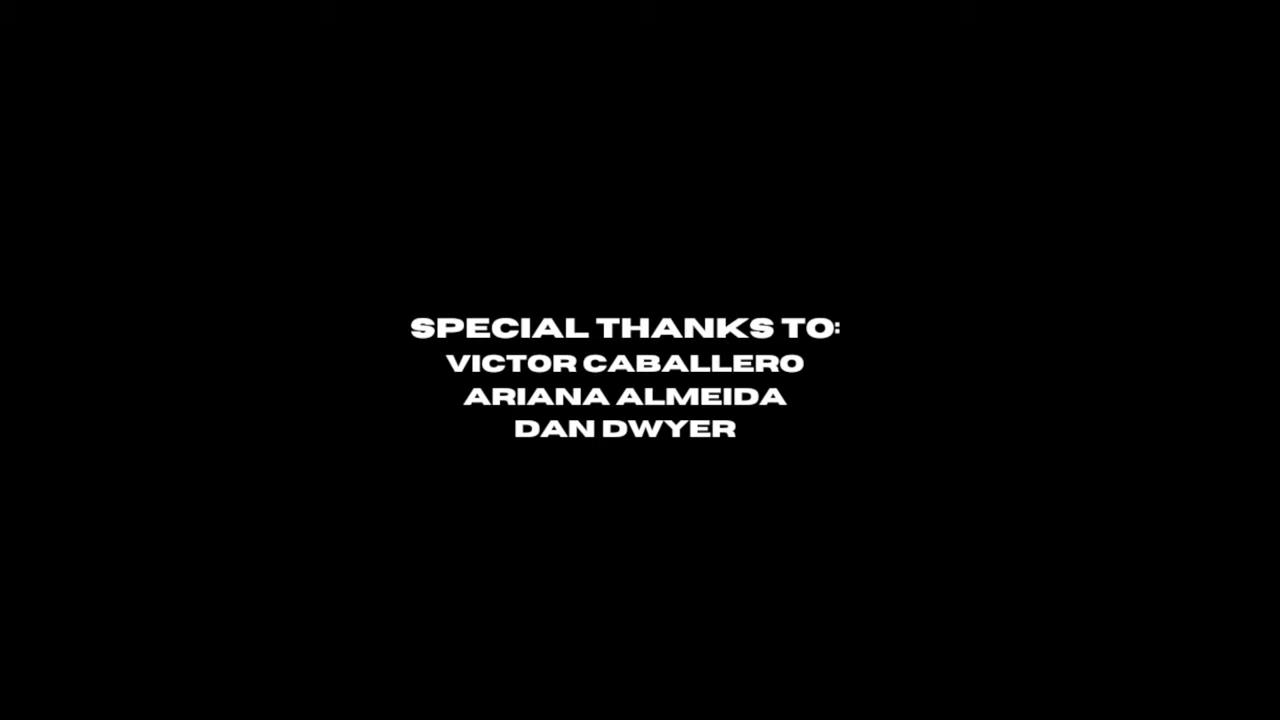 SPECIAL THANKS TO:
VICTOR CABALLERO
ARIANA ALMEIDA
DAN DWYER